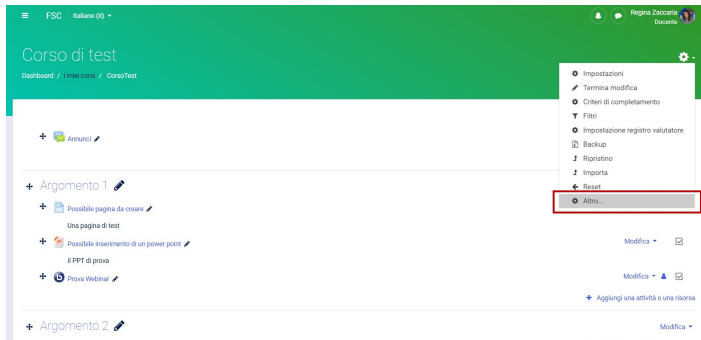 FSC Italiano (it)
Regina Zaccaria
Docente
Corso di test
Dashboard / I miei corsi / CorsoTest
Impostazioni
Termina modifica
Criteri di completamento
Filtri
Impostazione registro valutatore
Backup
Ripristino
Importa
Reset
Altro...
Annunci
Argomento 1
Possibile pagina da creare
Una pagina di test
Possibile inserimento di un power point
Modifica
Il PPT di prova
Prova Webinar
Modifica
Aggiungi una attività o una risorsa
Argomento 2
Modifica